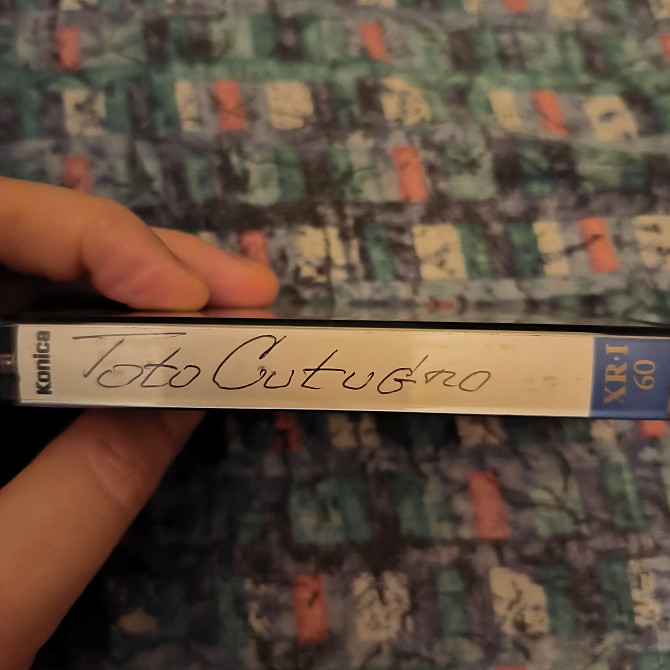 Konica
Toto Cutugno
XR-I
60